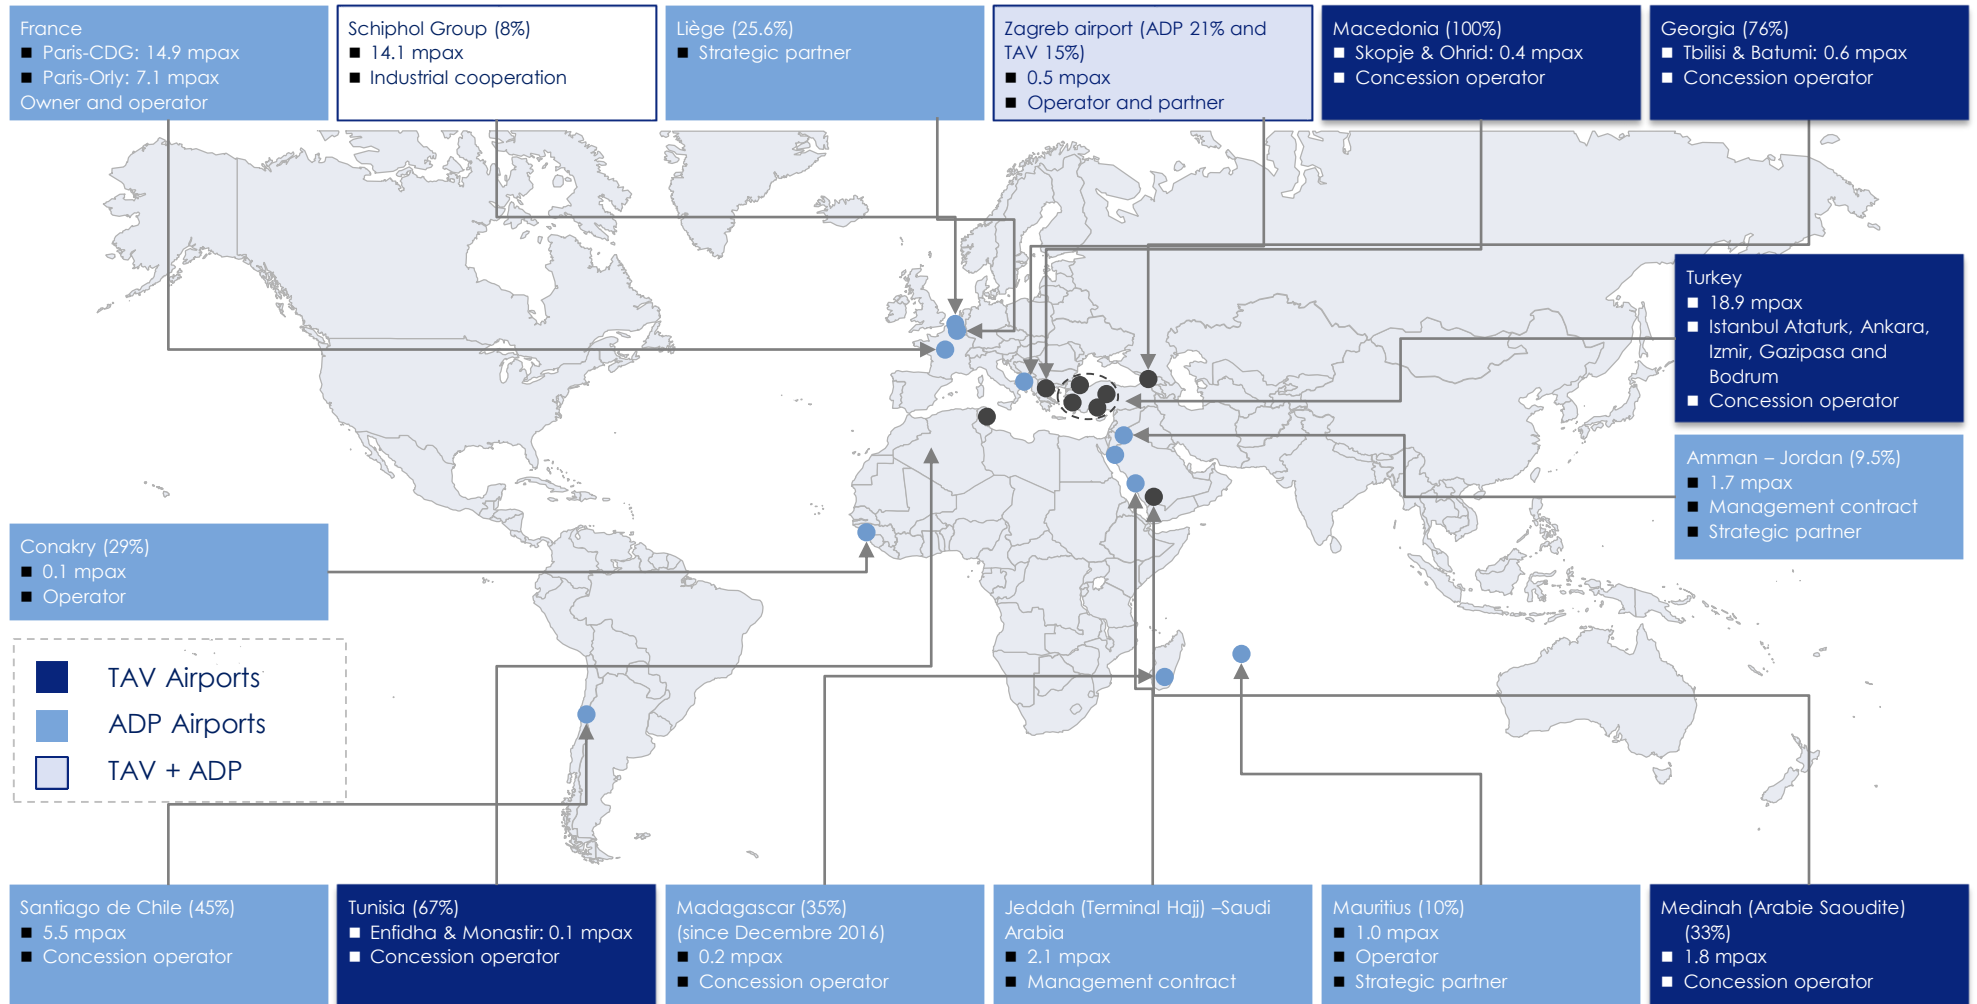 France
■ Paris-CDG: 14.9 mpax
■ Paris-Orly: 7.1 mpax
Owner and operator
Schiphol Group (8%)
■ 14.1 mpax
■ Industrial cooperation
Liège (25.6%)
■ Strategic partner
Zagreb airport (ADP 21% and
TAV 15%)
■ 0.5 mpax
■ Operator and partner
Macedonia (100%)
■ Skopje & Ohrid: 0.4 mpax
■ Concession operator
Georgia (76%)
■ Tbilisi & Batumi: 0.6 mpax
■ Concession operator
Turkey
■ 18.9 mpax
■ Istanbul Ataturk, Ankara,
Izmir, Gazipasa and
Bodrum
■ Concession operator
Amman – Jordan (9.5%)
■ 1.7 mpax
■ Management contract
■ Strategic partner
Conakry (29%)
■ 0.1 mpax
■ Operator
TAV Airports
ADP Airports
TAV + ADP
Santiago de Chile (45%)
■ 5.5 mpax
■ Concession operator
Tunisia (67%)
■ Enfidha & Monastir: 0.1 mpax
■ Concession operator
Madagascar (35%)
(since Decembre 2016)
■ 0.2 mpax
■ Concession operator
Jeddah (Terminal Hajj) –Saudi
Arabia
■ 2.1 mpax
■ Management contract
Mauritius (10%)
■ 1.0 mpax
■ Operator
■ Strategic partner
Medinah (Arabie Saoudite)
(33%)
■ 1.8 mpax
■ Concession operator